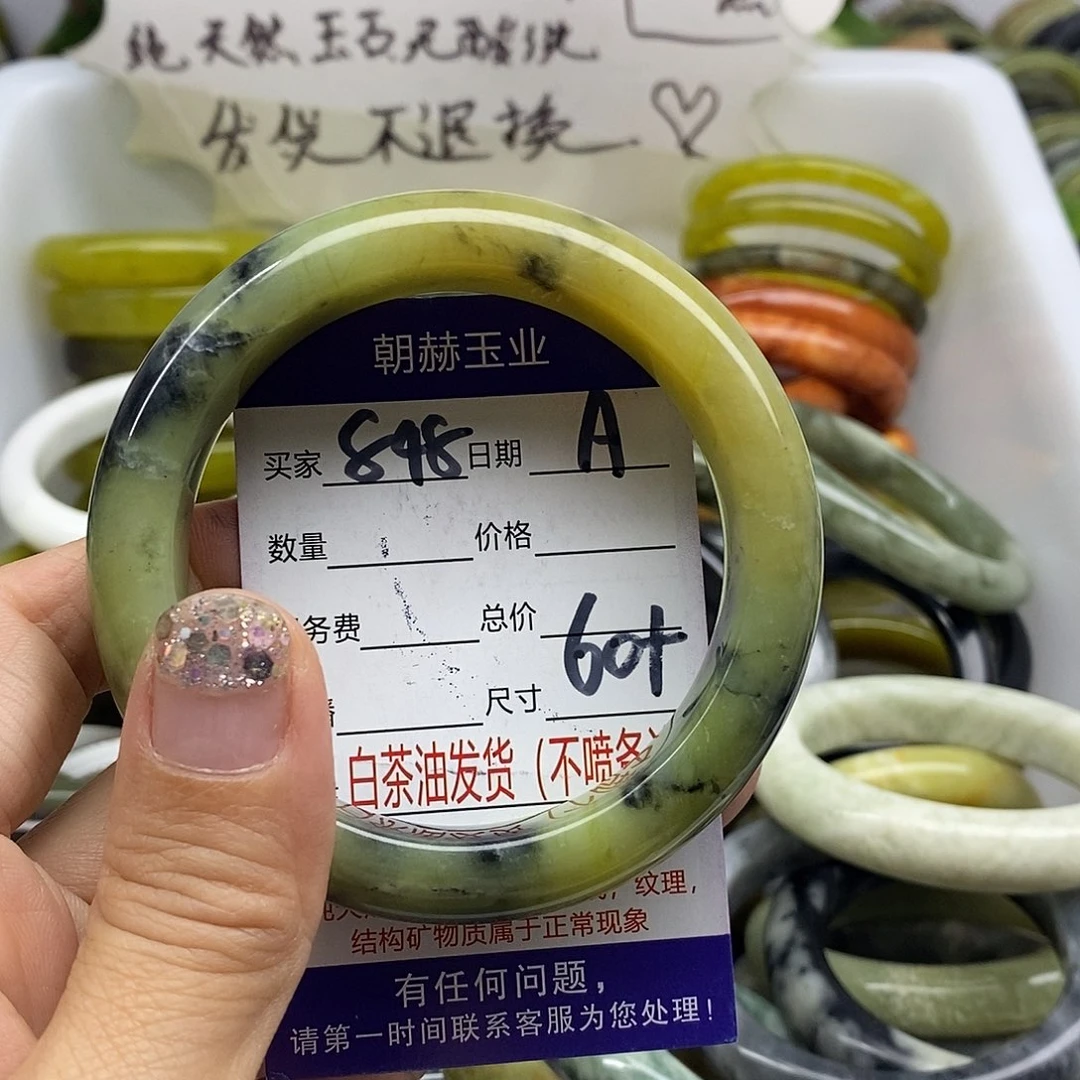 纯天然玉石无酸洗
发货不退换
朝赫玉业
买家 898 日期 A
数量 价格
务费 总价
60+
尺寸
白茶油发货（不喷
纹理，
结构矿物质属于正常现象
有任何问题，
请第一时间联系客服为您处理！